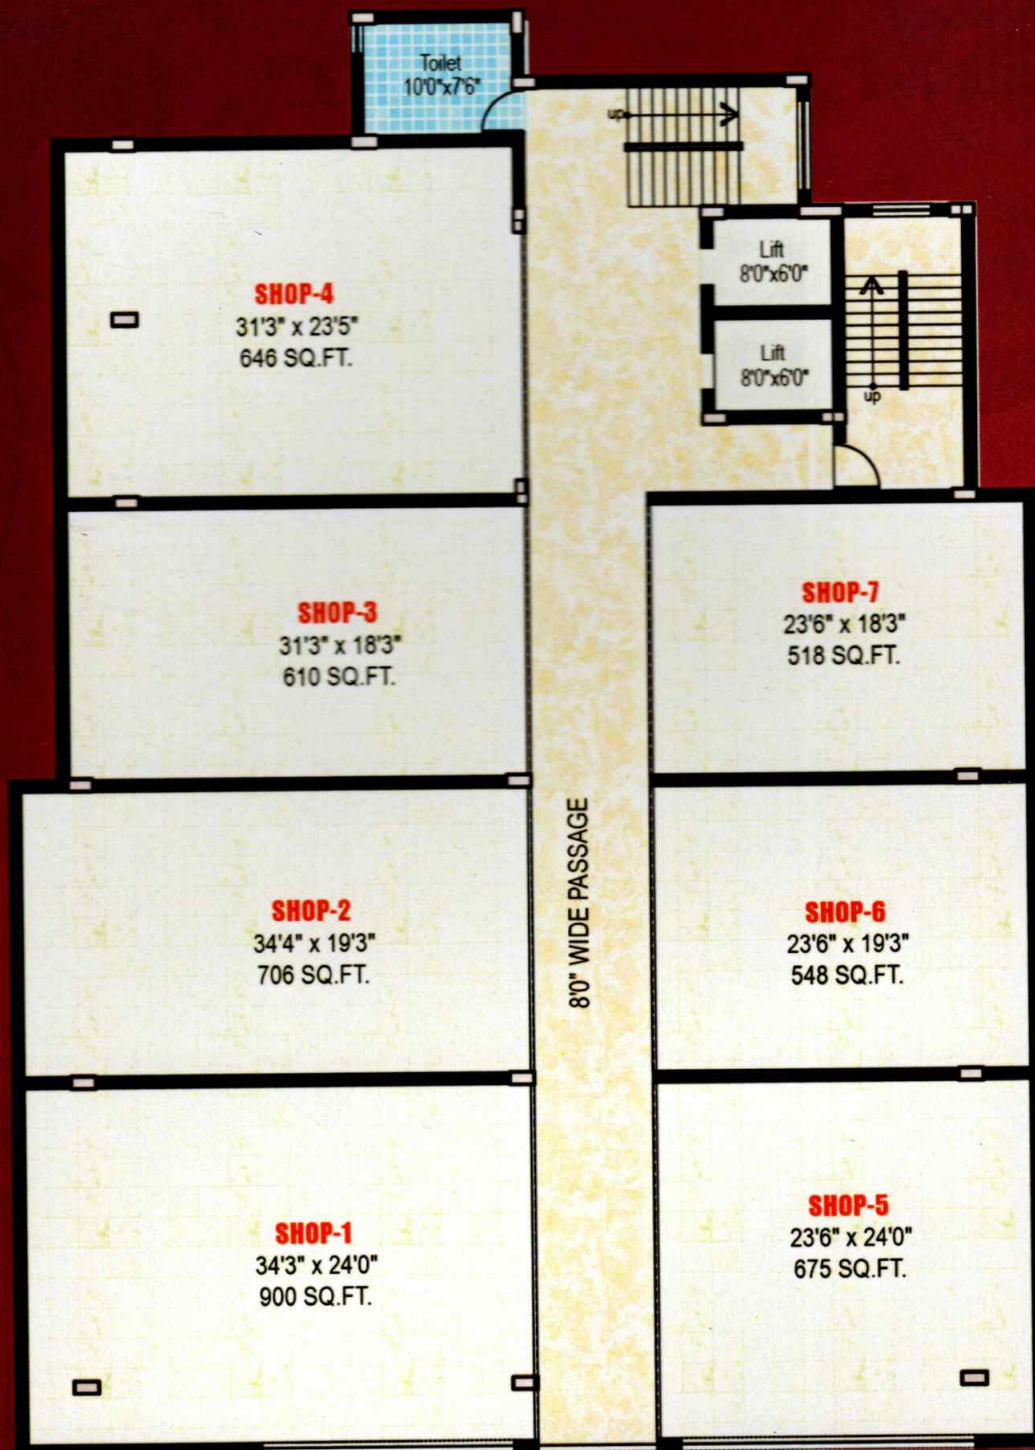 Toilet
10'0"x7'6"
up
Lift
8'0"x6'0"
Lift
8'0"x6'0"
up
SHOP-4
31'3" x 23'5"
646 SQ.FT.
SHOP-3
31'3" x 18'3"
610 SQ.FT.
SHOP-7
23'6" x 18'3"
518 SQ.FT.
8'0" WIDE PASSAGE
SHOP-2
34'4" x 19'3"
706 SQ.FT.
SHOP-6
23'6" x 19'3"
548 SQ.FT.
SHOP-1
34'3" x 24'0"
900 SQ.FT.
SHOP-5
23'6" x 24'0"
675 SQ.FT.